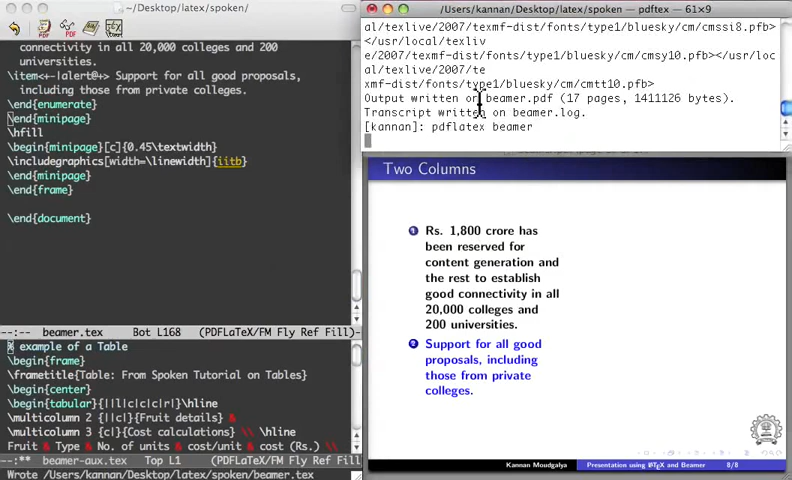 ~/Desktop/latex/spoken/
connectivity in all 20,000 colleges and 200
universities.
\item<+-|alert@+> Support for all good proposals,
including those from private colleges.
\end{enumerate}
\end{minipage}
\hfill
\begin{minipage}[c]{0.45\textwidth}
\includegraphics[width=\linewidth]{iitb}
\end{minipage}
\end{frame}
\end{document}
--:-- beamer.tex Bot L168 (PDFLaTeX/FM Fly Ref Fill)
% example of a Table
\begin{frame}
\frametitle{Table: From Spoken Tutorial on Tables}
\begin{center}
\begin{tabular}{||l|c|c|c|r|}\hline
\multicolumn 2 {||c|}{Fruit details} &
\multicolumn 3 {c|}{Cost calculations} \\ \hline
Fruit & Type & No. of units & cost/unit & cost (Rs.) \\
--:** beamer-aux.tex Top L1 (PDFLaTeX/FM Fly Ref Fill)
Wrote /Users/kannan/Desktop/latex/spoken/beamer.tex
/Users/kannan/Desktop/latex/spoken — pdftex — 61×9
al/texlive/2007/texmf-dist/fonts/type1/bluesky/cm/cmssi8.pfb>
</usr/local/texliv
e/2007/texmf-dist/fonts/type1/bluesky/cm/cmsy10.pfb></usr/loc
al/texlive/2007/te
xmf-dist/fonts/type1/bluesky/cm/cmtt10.pfb>
Output written on beamer.pdf (17 pages, 1411126 bytes).
Transcript written on beamer.log.
[kannan]: pdflatex beamer
Two Columns
1 Rs. 1,800 crore has
been reserved for
content generation and
the rest to establish
good connectivity in all
20,000 colleges and
200 universities.
2 Support for all good
proposals, including
those from private
colleges.
Kannan Moudgalya Presentation using LATEX and Beamer 8/8